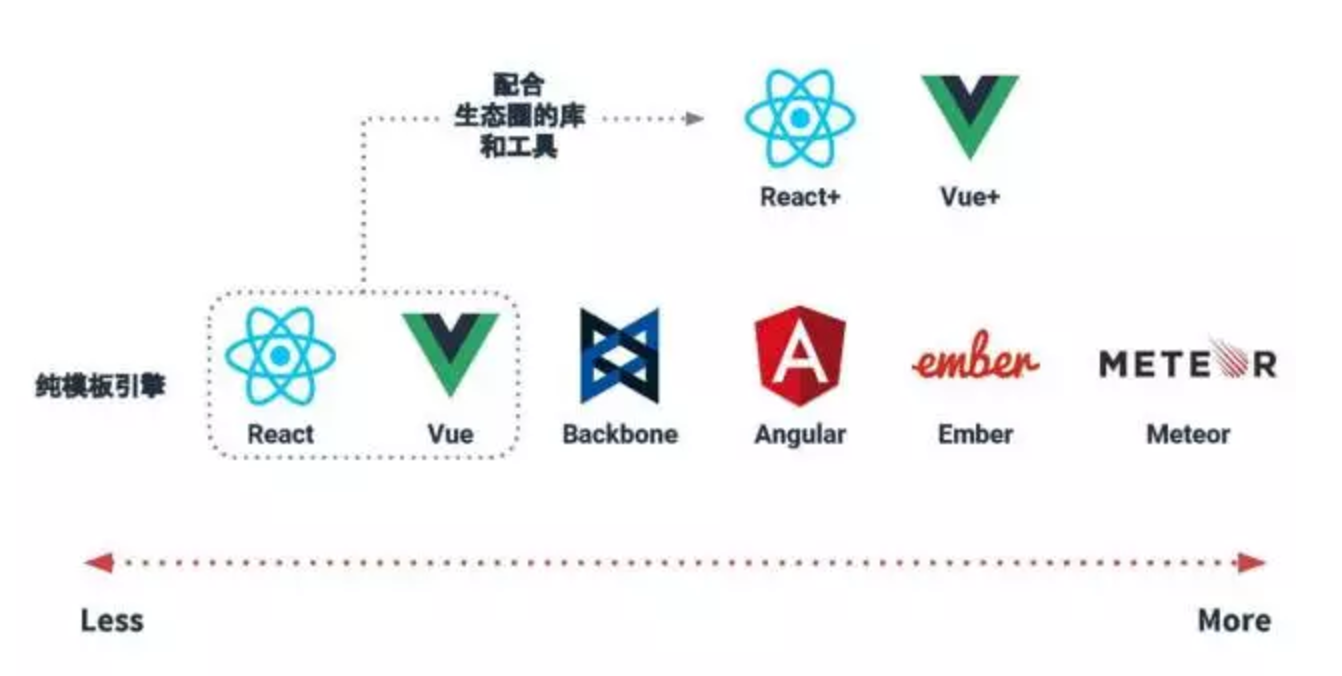 配合
生态圈的库
和工具
React+
Vue+
纯模板引擎
React
Vue
Backbone
Angular
ember
Ember
METEOR
Meteor
Less
More